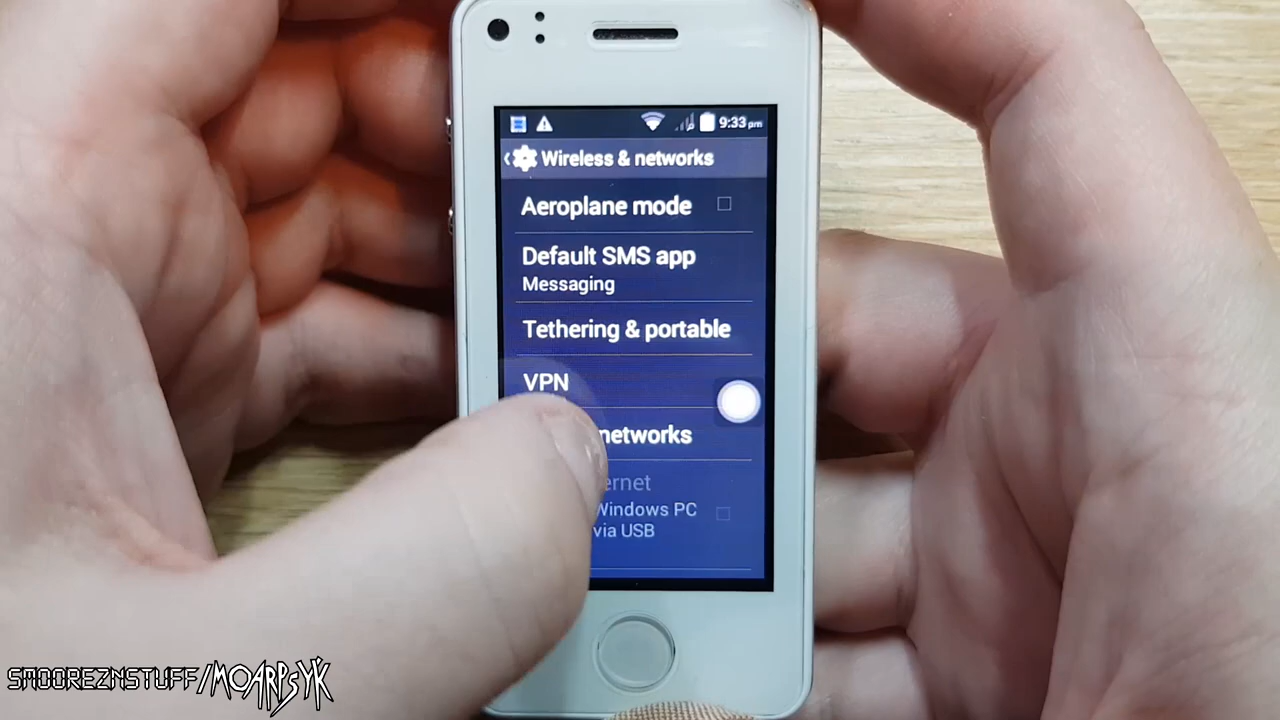 9:33 pm
Wireless & networks
Aeroplane mode
Default SMS app
Messaging
Tethering & portable
VPN
networks
ernet
Windows PC
via USB
SMOOREZNSTUFF/MOARPSYK